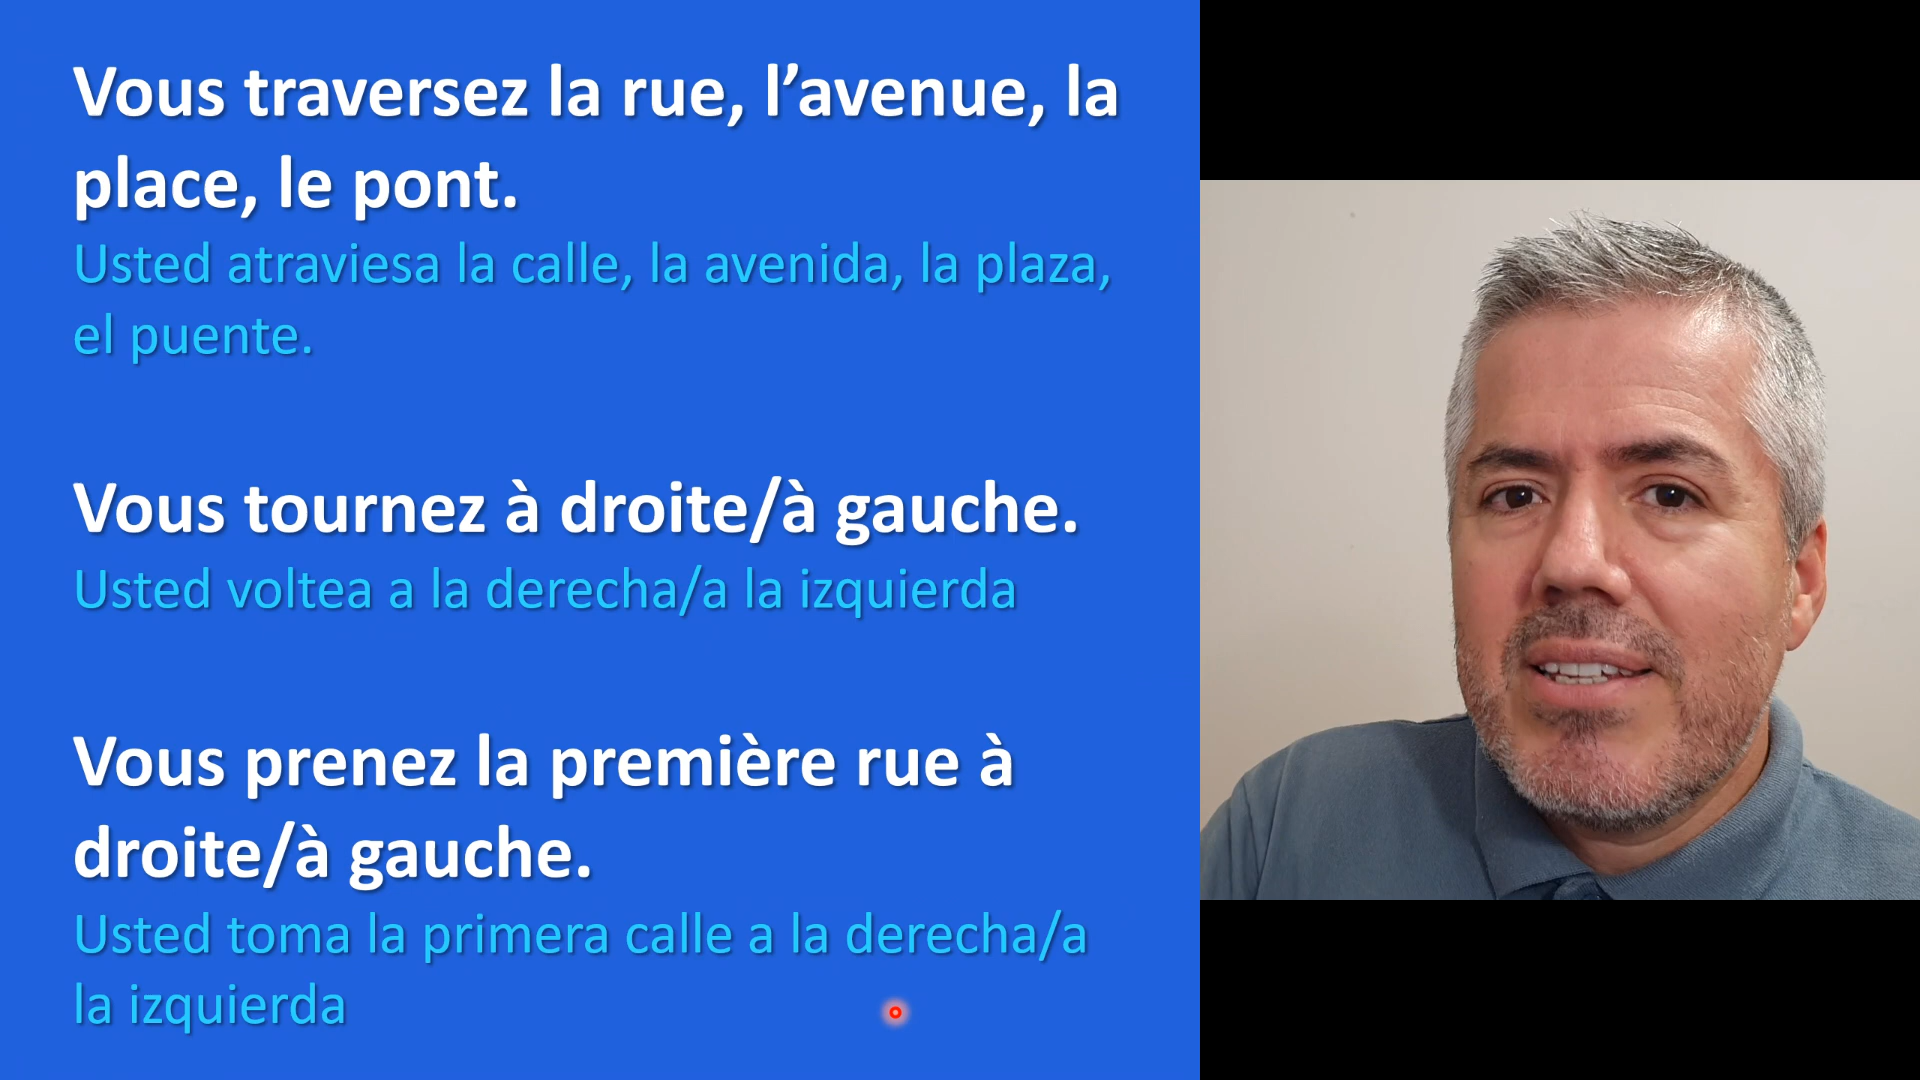 Vous traversez la rue, l’avenue, la
place, le pont.
Usted atraviesa la calle, la avenida, la plaza,
el puente.
Vous tournez à droite/à gauche.
Usted voltea a la derecha/a la izquierda
Vous prenez la première rue à
droite/à gauche.
Usted toma la primera calle a la derecha/a
la izquierda